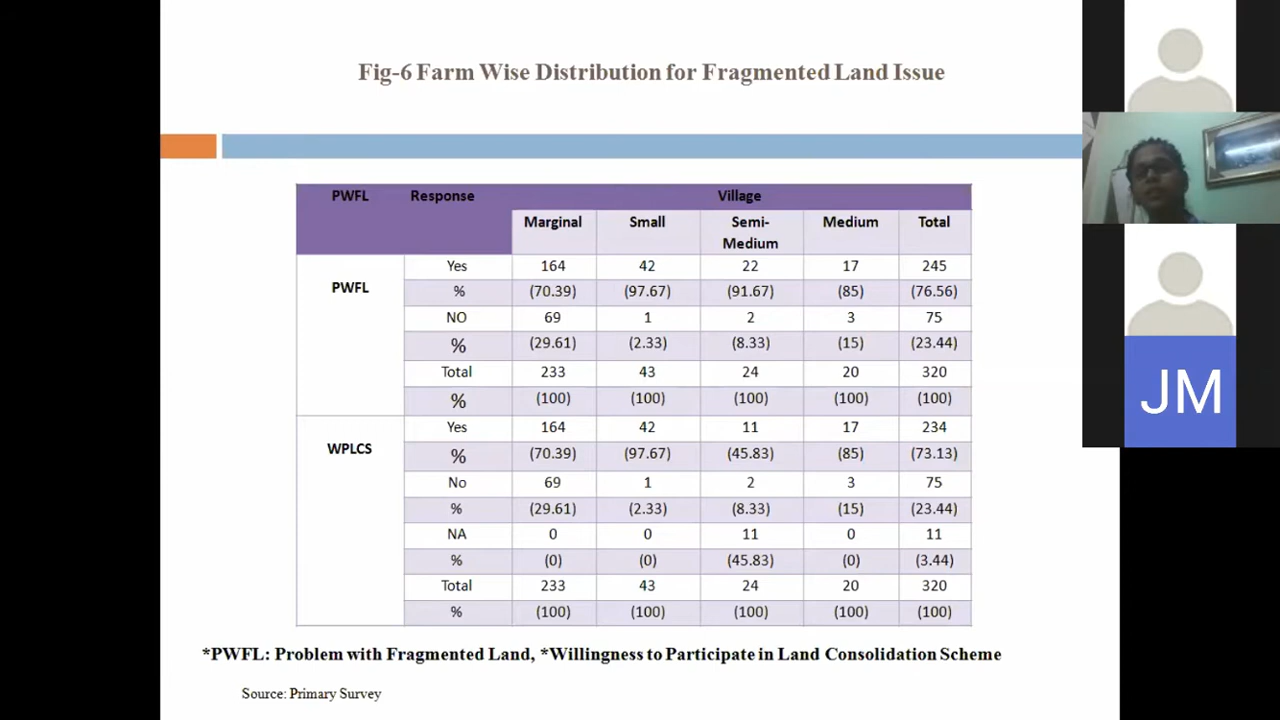 Fig-6 Farm Wise Distribution for Fragmented Land Issue
PWFL Response Village
Marginal Small Semi-Medium Medium Total
PWFL Yes 164 42 22 17 245
% (70.39) (97.67) (91.67) (85) (76.56)
NO 69 1 2 3 75
% (29.61) (2.33) (8.33) (15) (23.44)
Total 233 43 24 20 320
% (100) (100) (100) (100) (100)
WPLCS Yes 164 42 11 17 234
% (70.39) (97.67) (45.83) (85) (73.13)
No 69 1 2 3 75
% (29.61) (2.33) (8.33) (15) (23.44)
NA 0 0 11 0 11
% (0) (0) (45.83) (0) (3.44)
Total 233 43 24 20 320
% (100) (100) (100) (100) (100)
*PWFL: Problem with Fragmented Land, *Willingness to Participate in Land Consolidation Scheme
Source: Primary Survey
JM